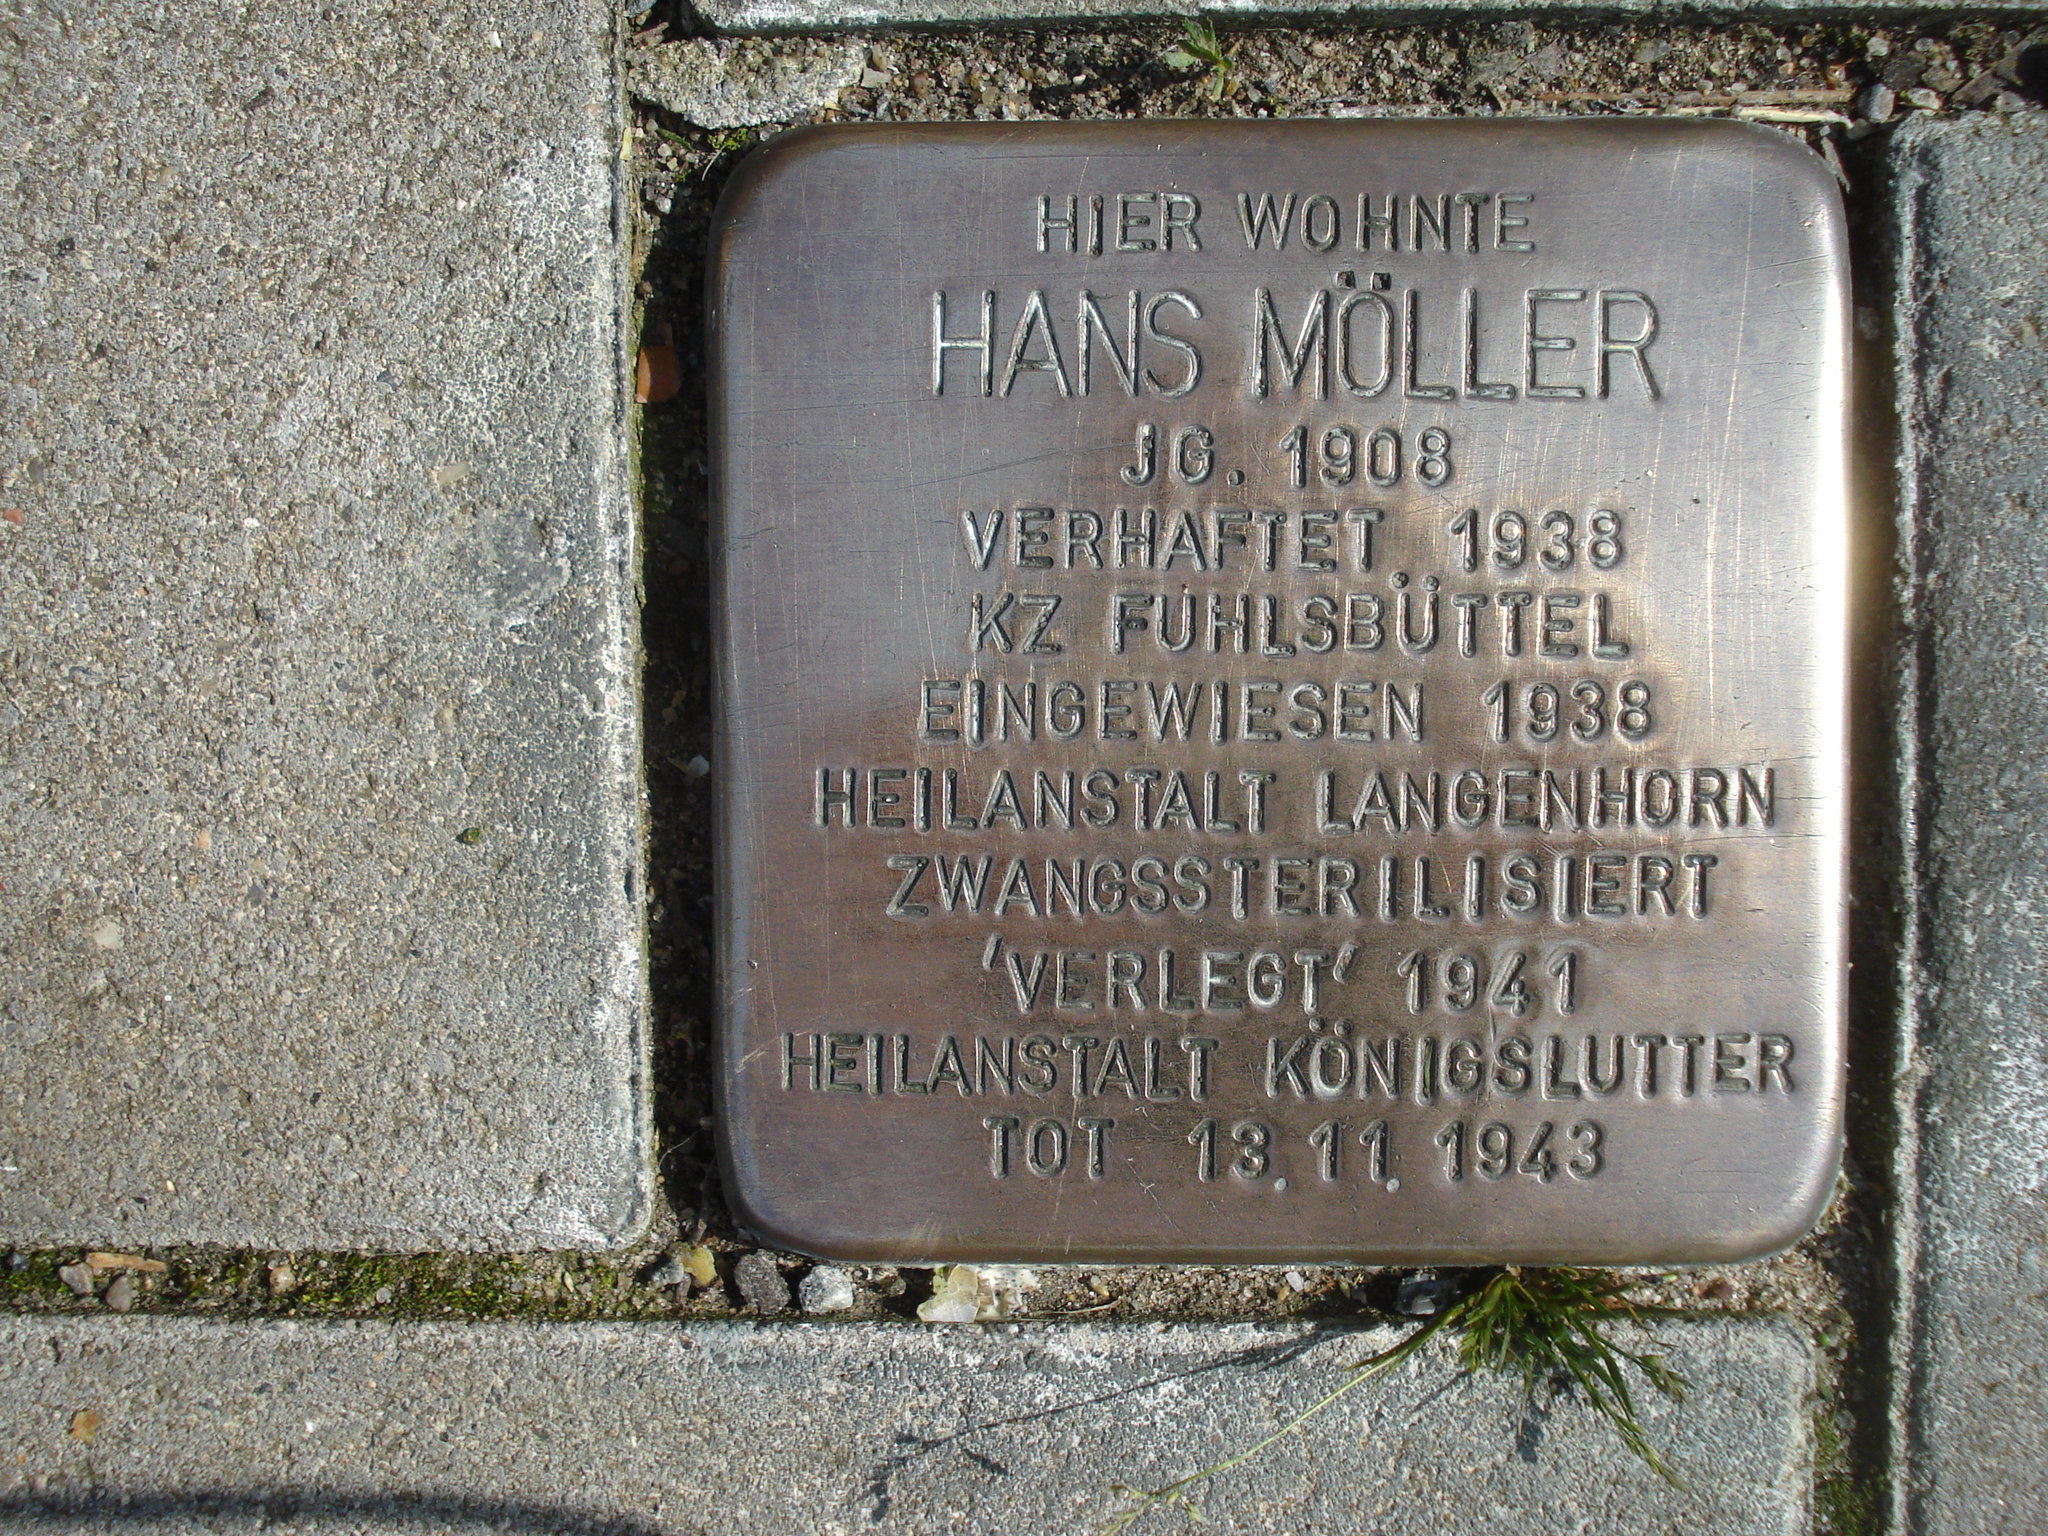 HIER WOHNTE
HANS MÖLLER
JG. 1908
VERHAFTET 1938
KZ FUHLSBÜTTEL
EINGEWIESEN 1938
HEILANSTALT LANGENHORN
ZWANGSSTERILISIERT
'VERLEGT' 1941
HEILANSTALT KÖNIGSLUTTER
TOT 13.11.1943